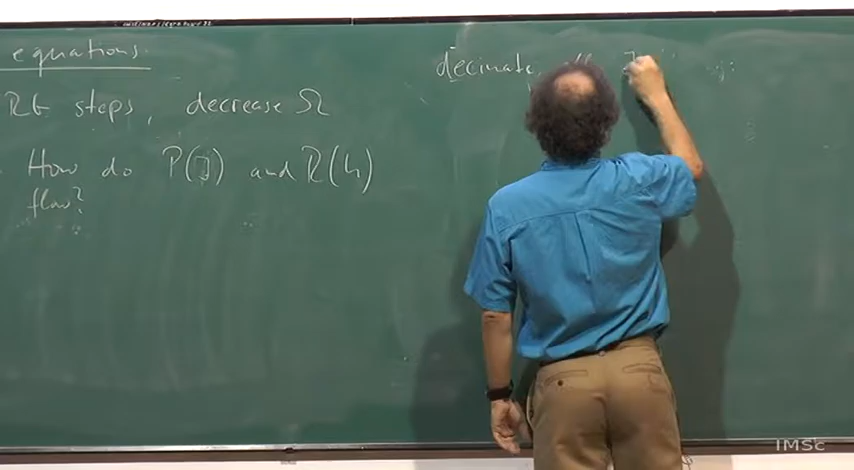 equations.
RG steps, decrease Ω
How do P(J) and R(h)
flow?
decimate
IMSc